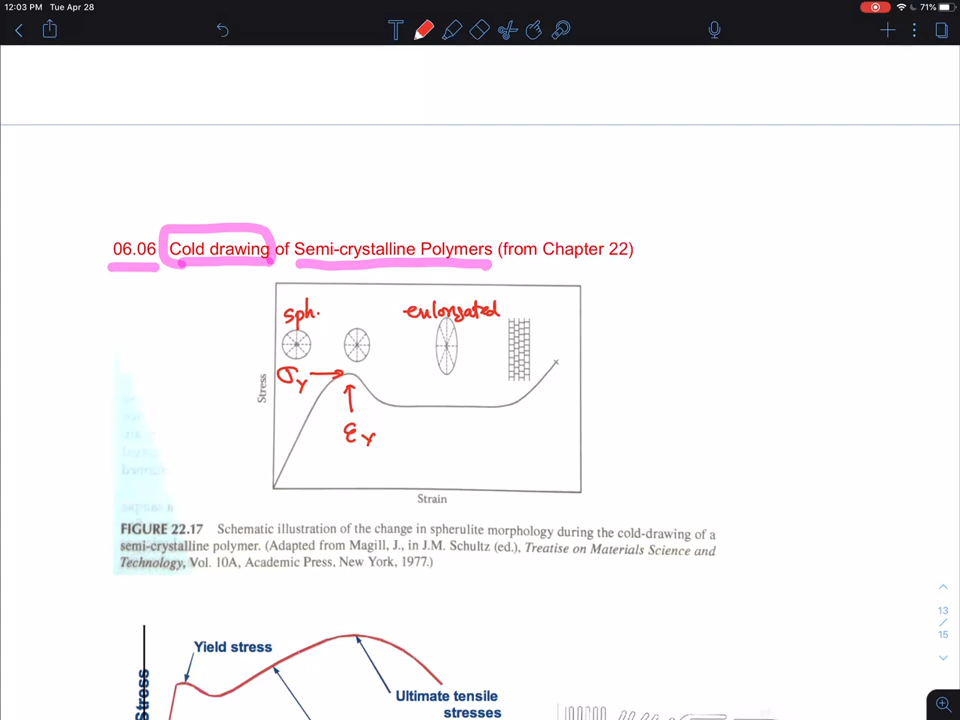 12:03 PM Tue Apr 28
71%
T
06.06 Cold drawing of Semi-crystalline Polymers (from Chapter 22)
sph.
enlongated
σY
εY
Stress
Strain
FIGURE 22.17 Schematic illustration of the change in spherulite morphology during the cold-drawing of a
semi-crystalline polymer. (Adapted from Magill, J., in J.M. Schultz (ed.), Treatise on Materials Science and
Technology, Vol. 10A, Academic Press, New York, 1977.)
13
/
15
Yield stress
Stress
Ultimate tensile
stresses